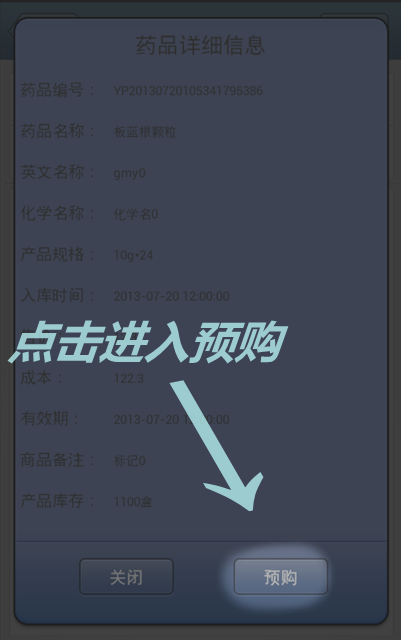 药品详细信息
药品编号： YP20130720105341795386
药品名称： 板蓝根颗粒
英文名称： gmy0
化学名称： 化学名0
产品规格： 10g*24
入库时间： 2013-07-20 12:00:00
点击进入预购
成本： 122.3
有效期： 2013-07-20 12:00:00
商品备注： 标记0
产品库存： 1100盒
关闭 预购